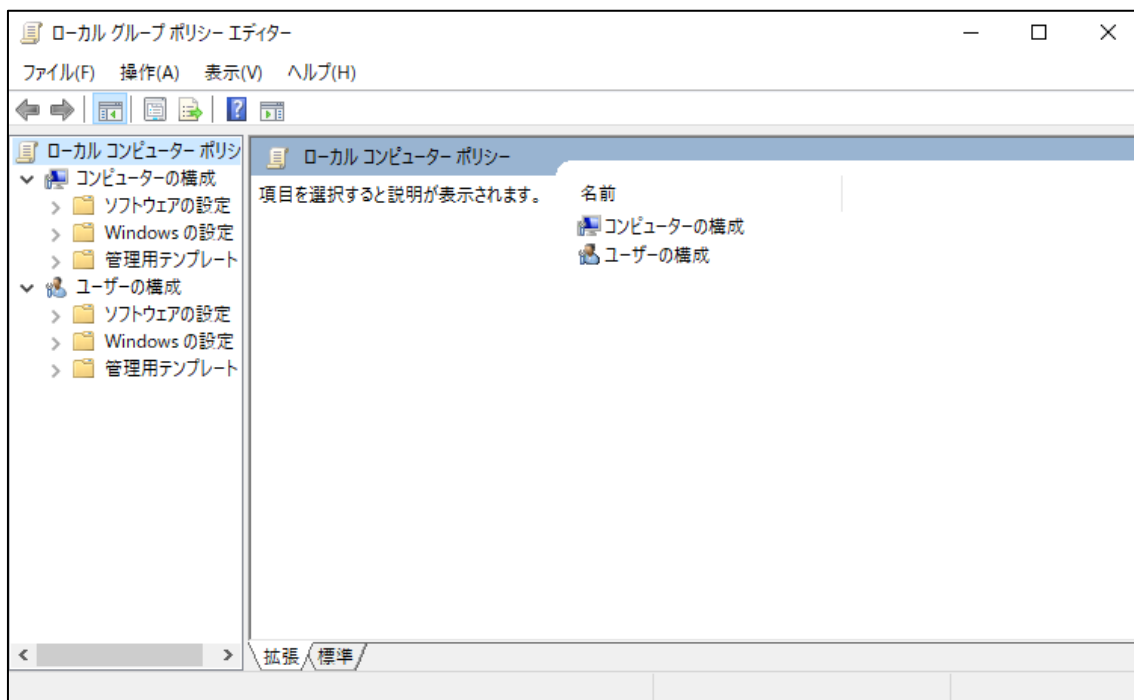 ローカル グループ ポリシー エディター
ファイル(F) 操作(A) 表示(V) ヘルプ(H)
ローカル コンピューター ポリシ
コンピューターの構成
ソフトウェアの設定
Windows の設定
管理用テンプレート
ユーザーの構成
ソフトウェアの設定
Windows の設定
管理用テンプレート
ローカル コンピューター ポリシー
項目を選択すると説明が表示されます。
名前
コンピューターの構成
ユーザーの構成
拡張 標準